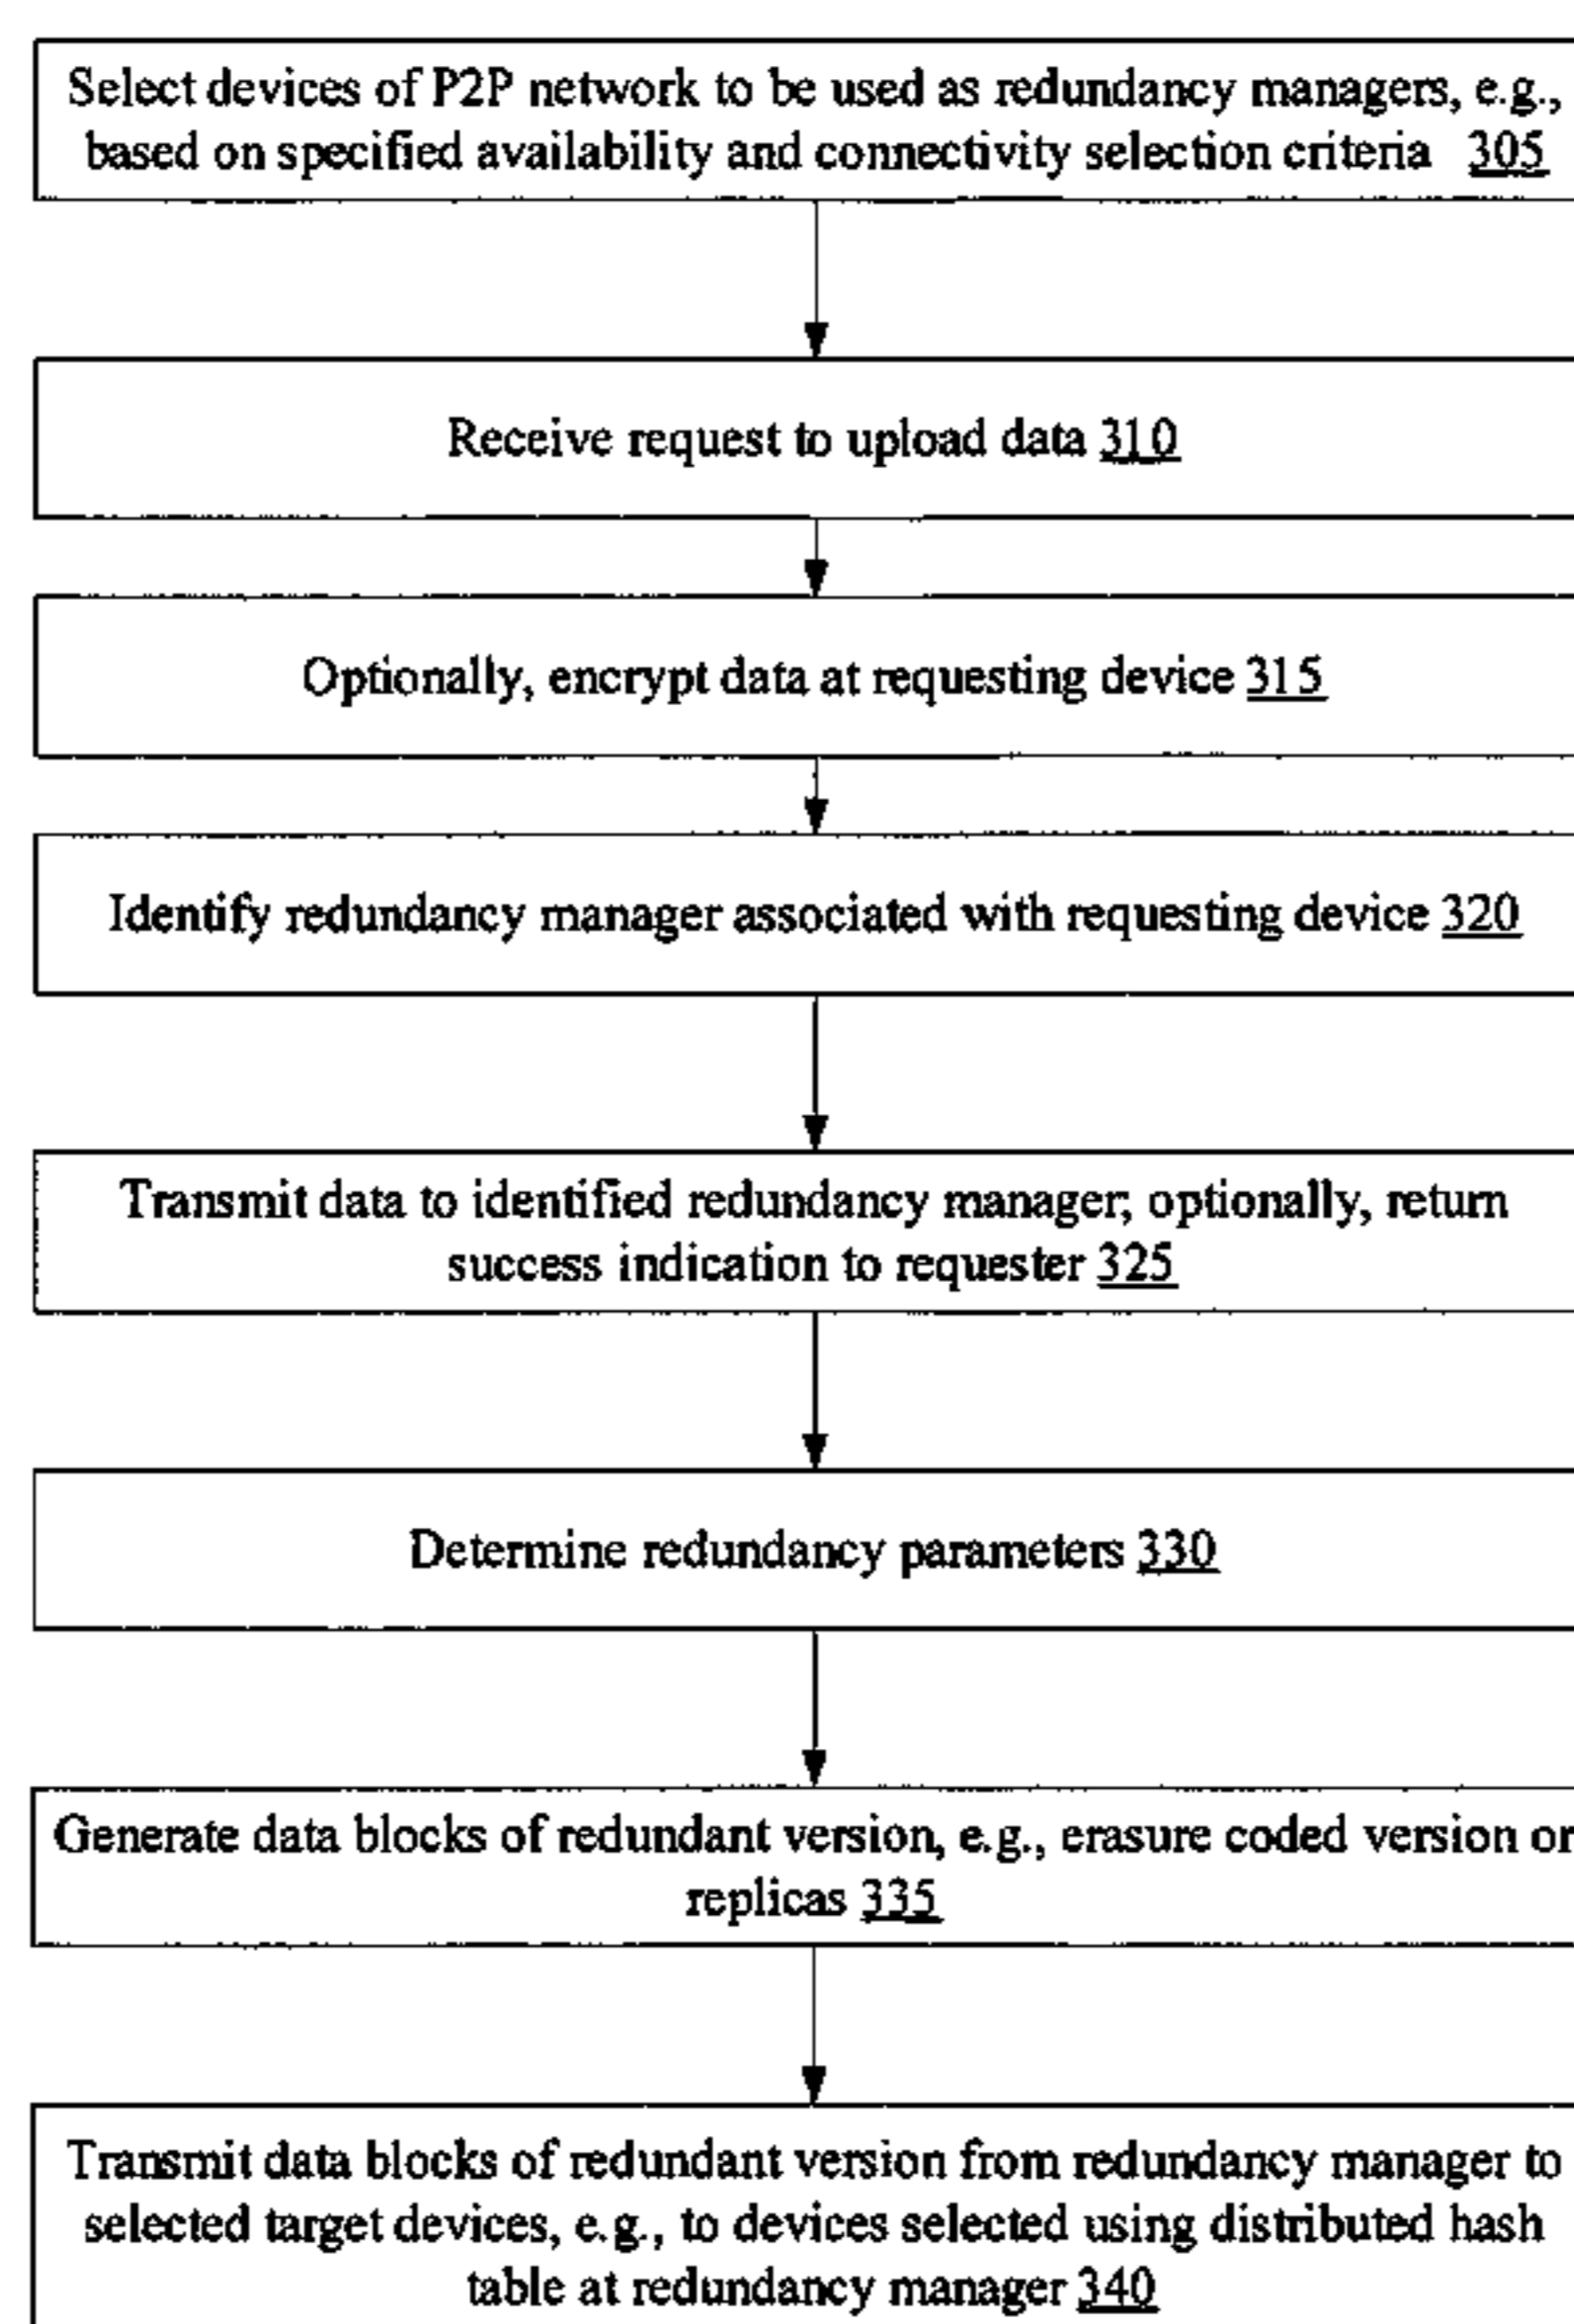 Select devices of P2P network to be used as redundancy managers, e.g.,
based on specified availability and connectivity selection criteria 305
Receive request to upload data 310
Optionally, encrypt data at requesting device 315
Identify redundancy manager associated with requesting device 320
Transmit data to identified redundancy manager; optionally, return
success indication to requester 325
Determine redundancy parameters 330
Generate data blocks of redundant version, e.g., erasure coded version or
replicas 335
Transmit data blocks of redundant version from redundancy manager to
selected target devices, e.g., to devices selected using distributed hash
table at redundancy manager 340